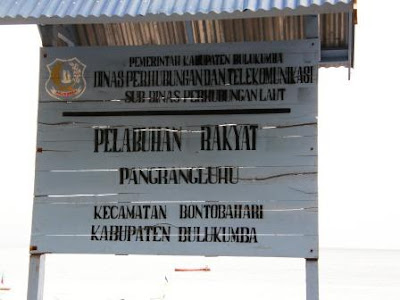 PEMERINTAH KABUPATEN BULUKUMBA
DINAS PERHUBUNGAN DAN TELEKOMUNIKASI
SUB DINAS PERHUBUNGAN LAUT
PELABUHAN RAKYAT
PANGRANGLUHU
KECAMATAN BONTOBAHARI
KABUPATEN BULUKUMBA